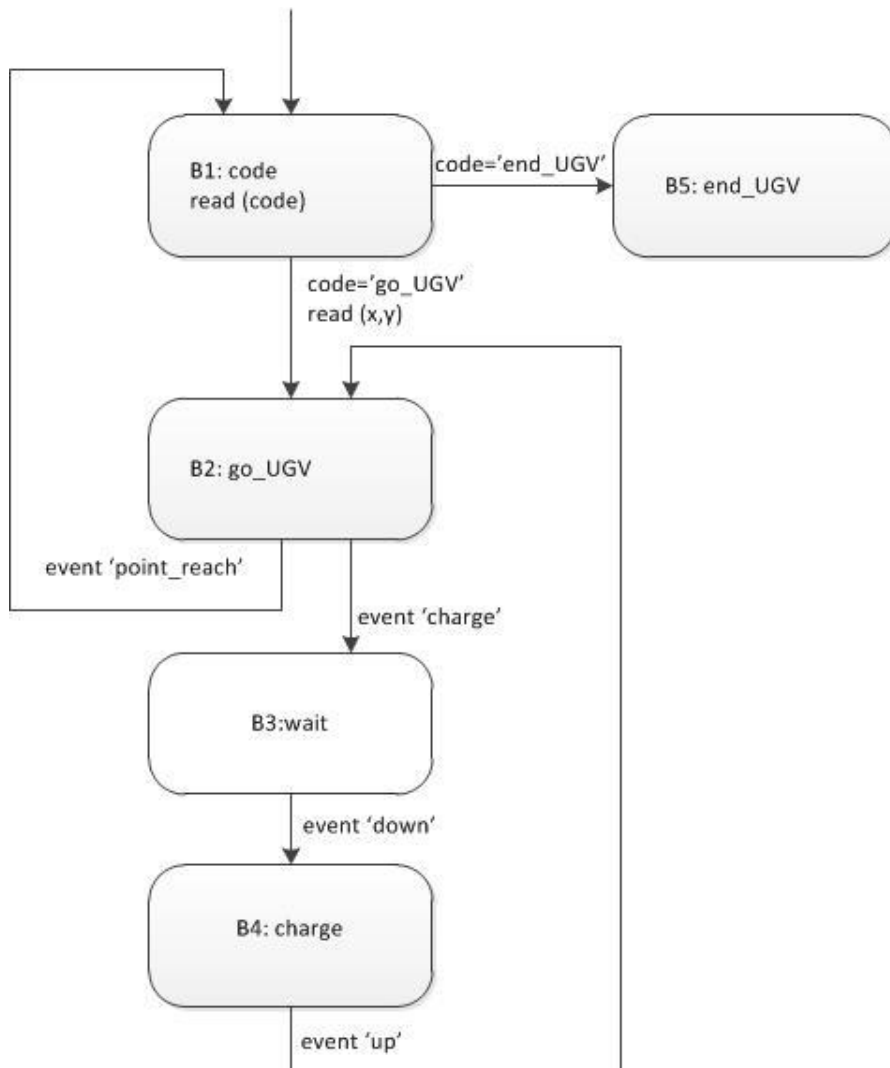 B1: code
read (code)
code=’end_UGV’
B5: end_UGV
code=’go_UGV’
read (x,y)
B2: go_UGV
event ‘point_reach’
event ‘charge’
B3:wait
event ‘down’
B4: charge
event ‘up’